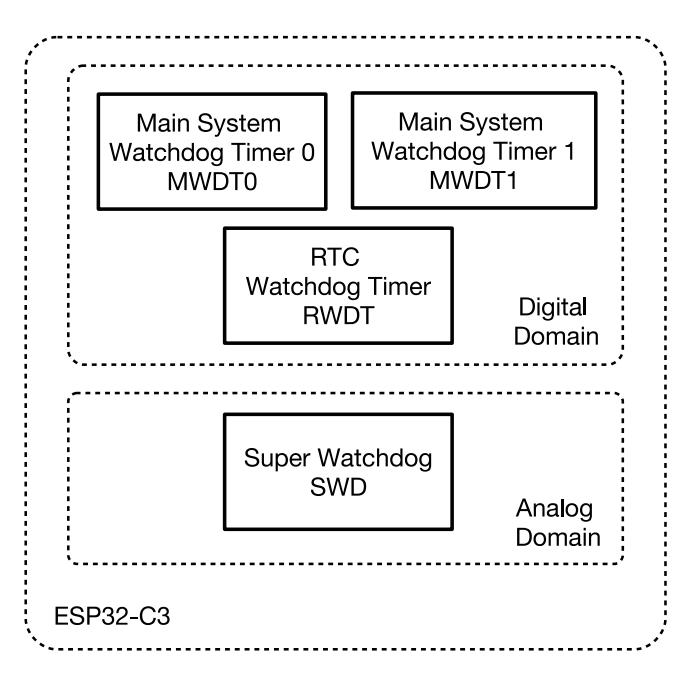 Main System
Watchdog Timer 0
MWDT0
Main System
Watchdog Timer 1
MWDT1
RTC
Watchdog Timer
RWDT
Digital
Domain
Super Watchdog
SWD
Analog
Domain
ESP32-C3